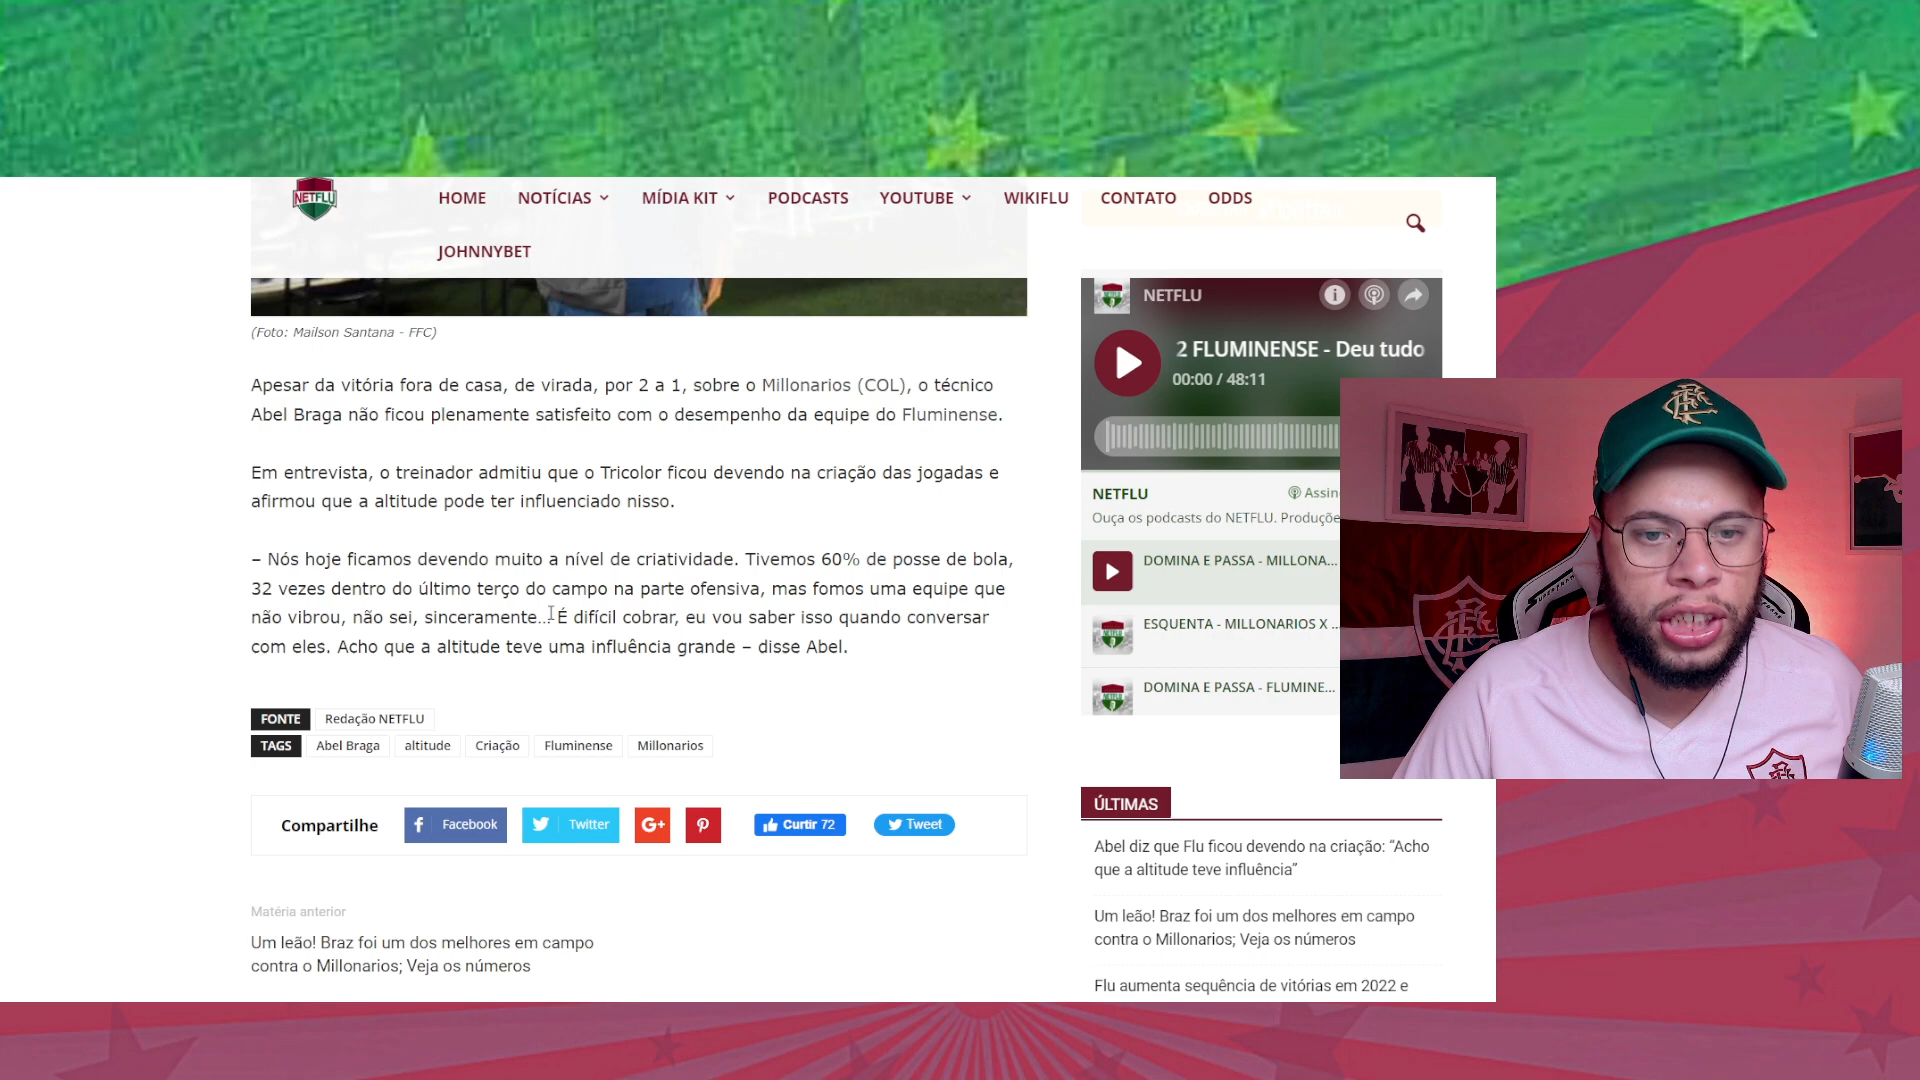 NETFLU
HOME NOTÍCIAS MÍDIA KIT PODCASTS YOUTUBE WIKIFLU CONTATO ODDS
JOHNNYBET
(Foto: Mailson Santana - FFC)
Apesar da vitória fora de casa, de virada, por 2 a 1, sobre o Millonarios (COL), o técnico
Abel Braga não ficou plenamente satisfeito com o desempenho da equipe do Fluminense.
Em entrevista, o treinador admitiu que o Tricolor ficou devendo na criação das jogadas e
afirmou que a altitude pode ter influenciado nisso.
– Nós hoje ficamos devendo muito a nível de criatividade. Tivemos 60% de posse de bola,
32 vezes dentro do último terço do campo na parte ofensiva, mas fomos uma equipe que
não vibrou, não sei, sinceramente... É difícil cobrar, eu vou saber isso quando conversar
com eles. Acho que a altitude teve uma influência grande – disse Abel.
FONTE Redação NETFLU
TAGS Abel Braga altitude Criação Fluminense Millonarios
Compartilhe Facebook Twitter G+ Curtir 72 Tweet
Matéria anterior
Um leão! Braz foi um dos melhores em campo
contra o Millonarios; Veja os números
NETFLU
2 FLUMINENSE - Deu tudo
00:00 / 48:11
NETFLU Assin
Ouça os podcasts do NETFLU. Produçõe
DOMINA E PASSA - MILLONA...
ESQUENTA - MILLONARIOS X ...
DOMINA E PASSA - FLUMINE...
ÚLTIMAS
Abel diz que Flu ficou devendo na criação: “Acho
que a altitude teve influência”
Um leão! Braz foi um dos melhores em campo
contra o Millonarios; Veja os números
Flu aumenta sequência de vitórias em 2022 e